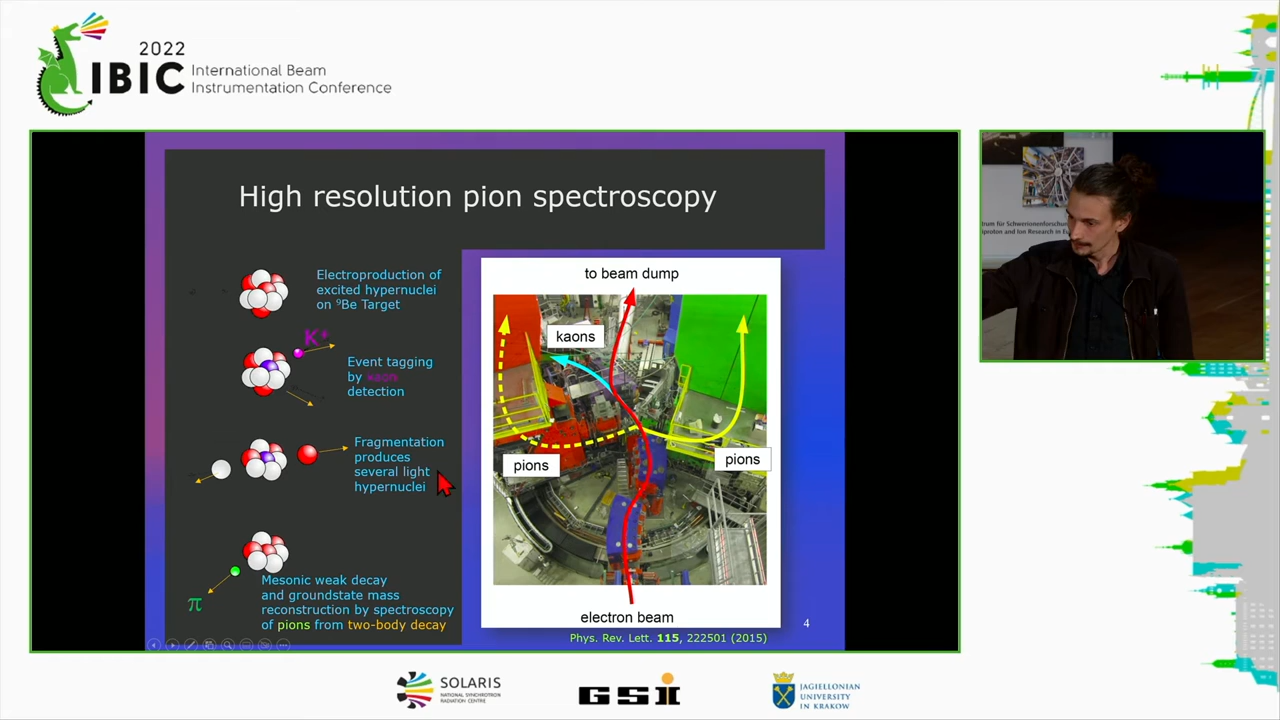 2022
IBIC
International Beam
Instrumentation Conference
High resolution pion spectroscopy
Electroproduction of
excited hypernuclei
on ⁹Be Target
K⁺
Event tagging
by kaon
detection
Fragmentation
produces
several light
hypernuclei
π
Mesonic weak decay
and groundstate mass
reconstruction by spectroscopy
of pions from two-body decay
to beam dump
kaons
pions
pions
electron beam
4
Phys. Rev. Lett. 115, 222501 (2015)
SOLARIS
NATIONAL SYNCHROTRON
RADIATION CENTRE
GSI
JAGIELLONIAN
UNIVERSITY
IN KRAKÓW